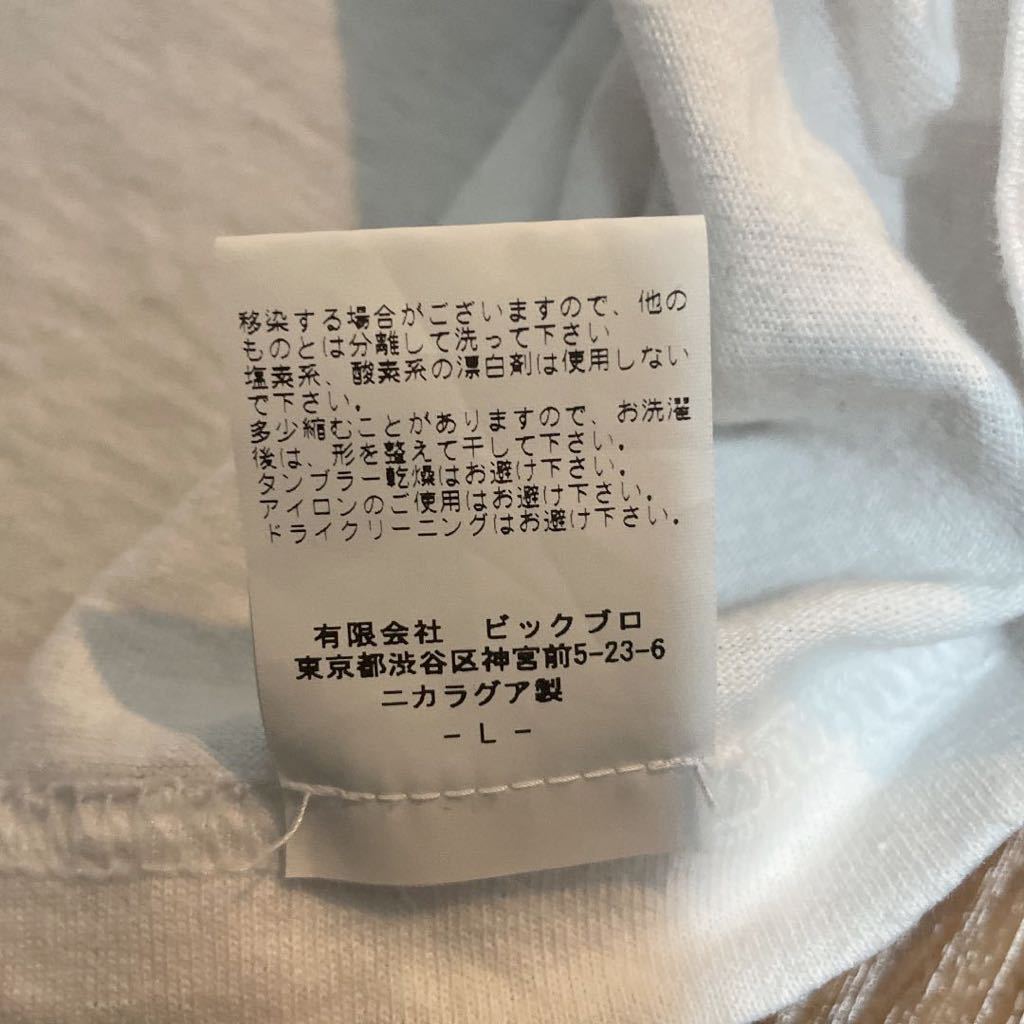 移染する場合がございますので、他の
ものとは分離して洗って下さい
塩素系、酸素系の漂白剤は使用しない
で下さい.
多少縮むことがありますので、お洗濯
後は、形を整えて干して下さい.
タンブラー乾燥はお避け下さい.
アイロンのご使用はお避け下さい.
ドライクリーニングはお避け下さい.
有限会社　ビックブロ
東京都渋谷区神宮前5-23-6
ニカラグア製
- L -